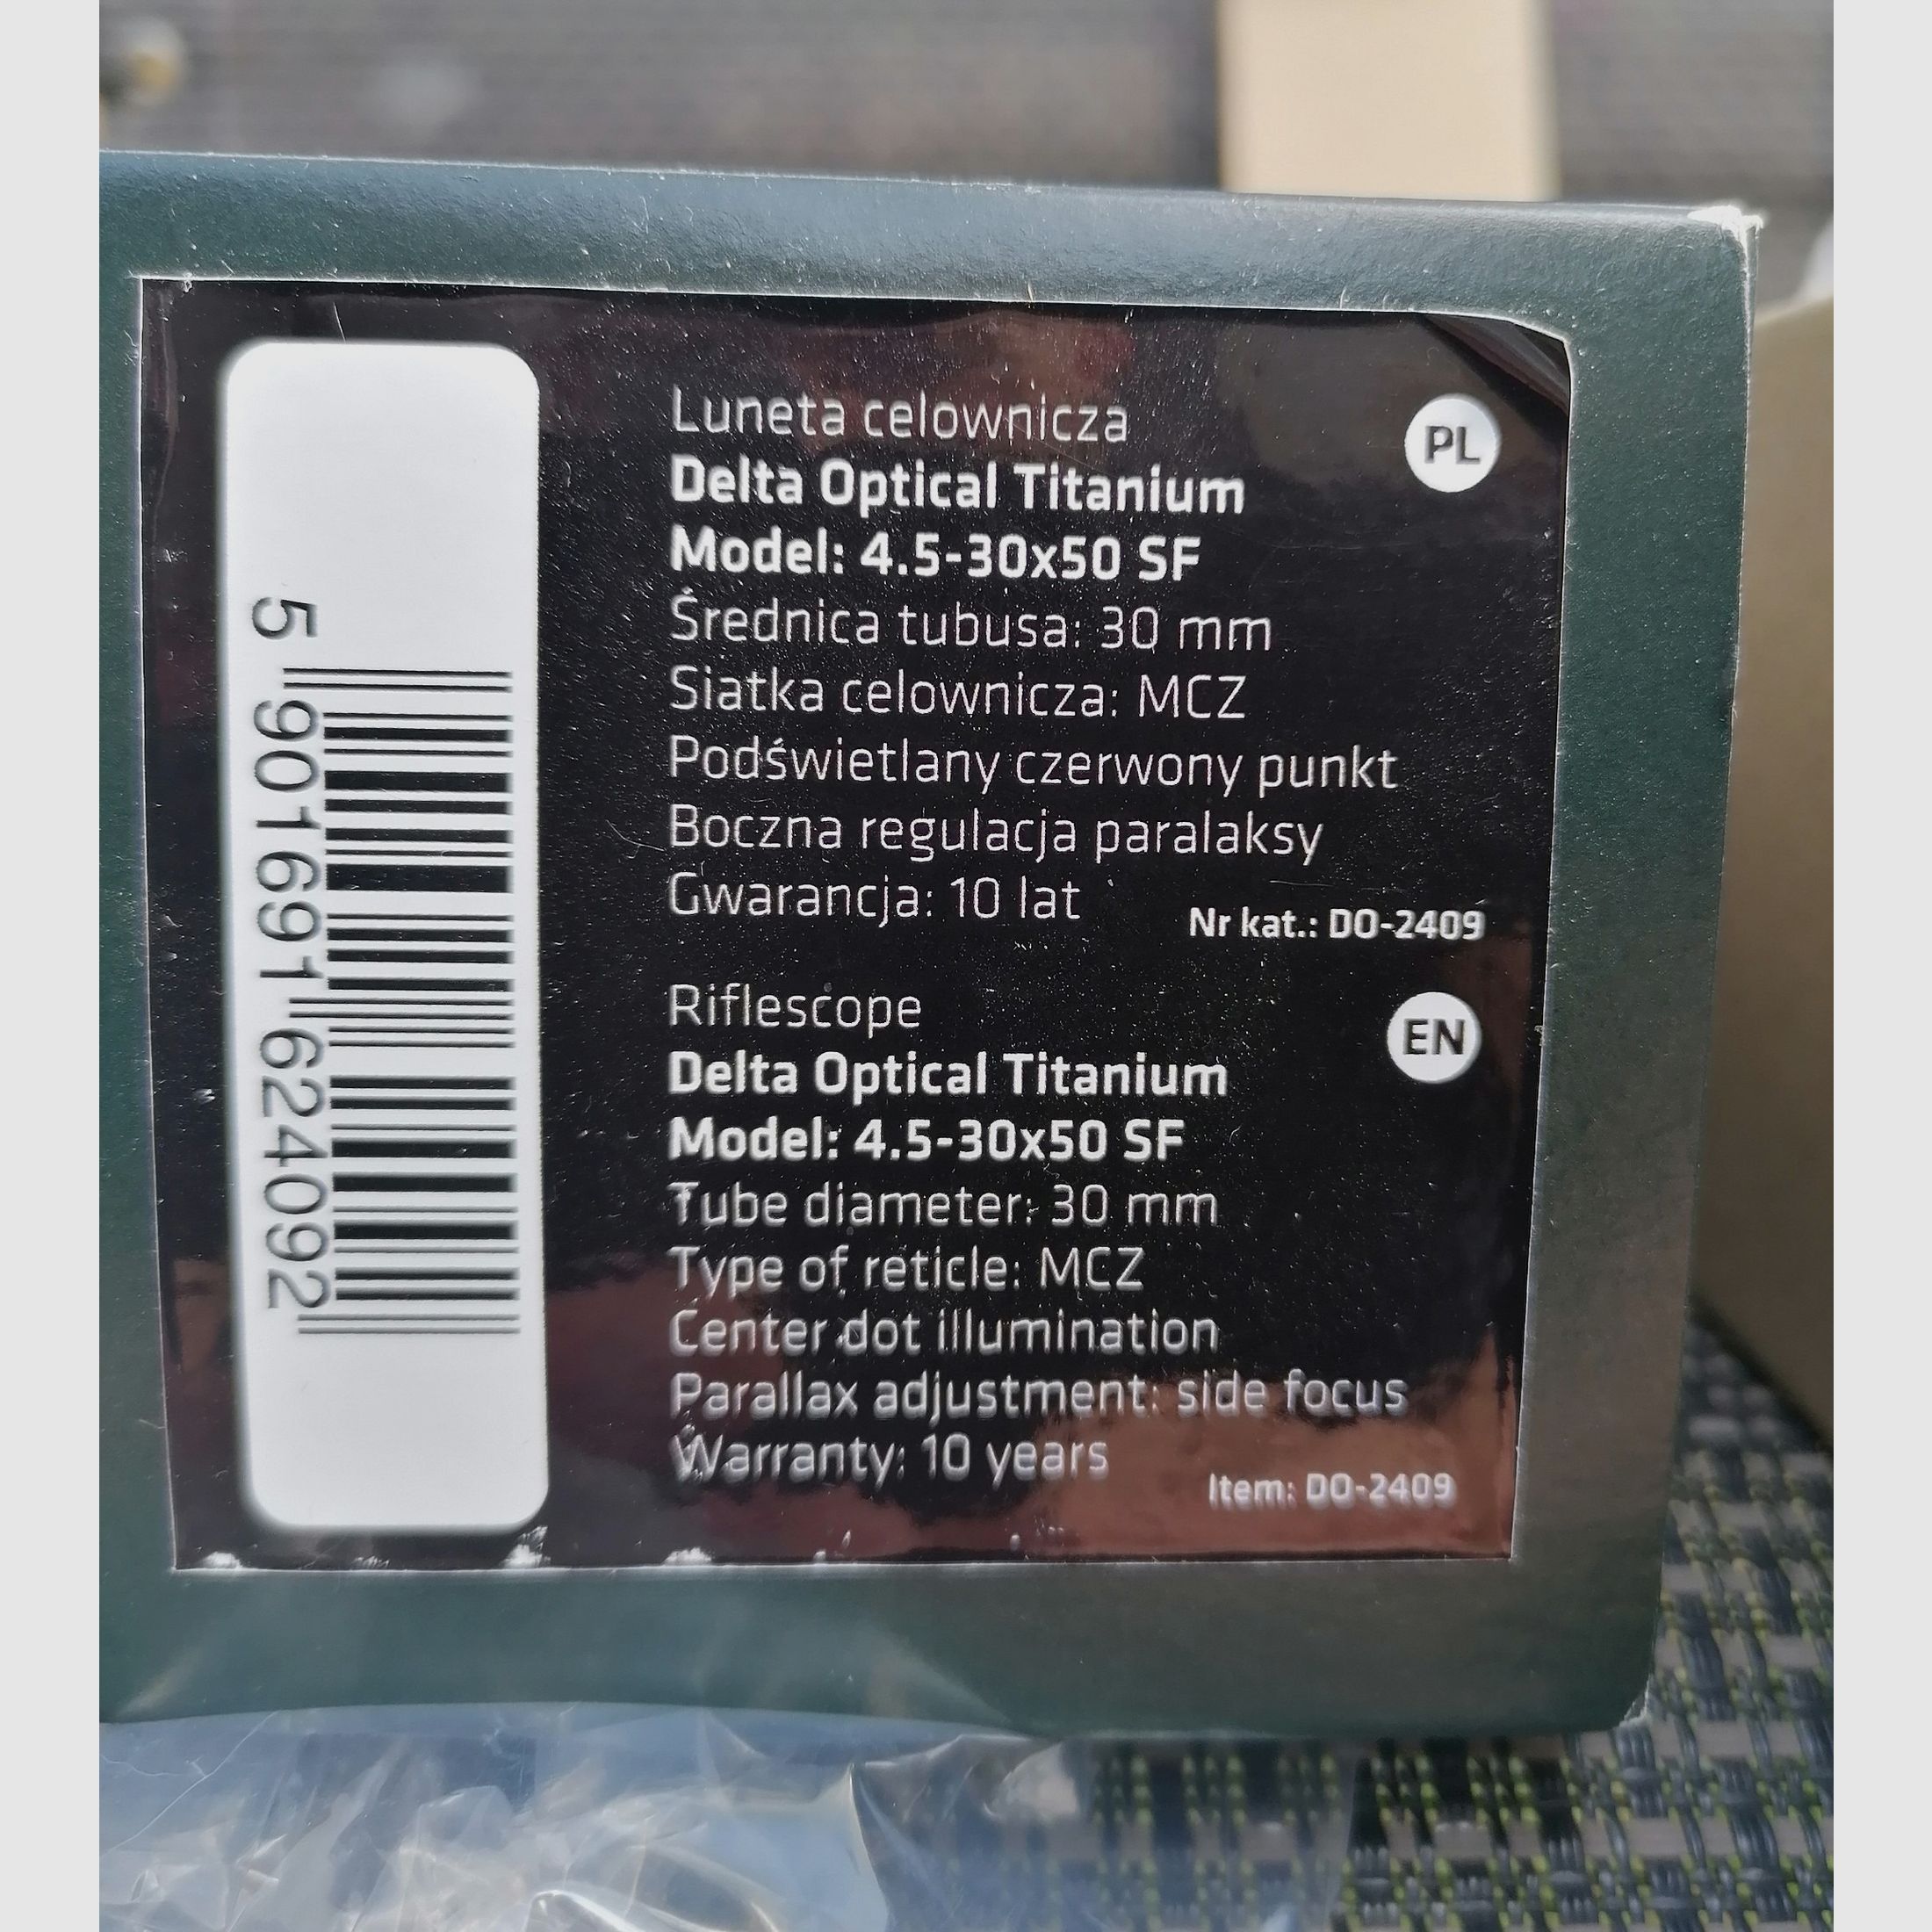 5 901691 624092
Luneta celownicza
PL
Delta Optical Titanium
Model: 4.5-30x50 SF
Średnica tubusa: 30 mm
Siatka celownicza: MCZ
Podświetlany czerwony punkt
Boczna regulacja paralaksy
Gwarancja: 10 lat
Nr kat.: DO-2409
Riflescope
EN
Delta Optical Titanium
Model: 4.5-30x50 SF
Tube diameter: 30 mm
Type of reticle: MCZ
Center dot illumination
Parallax adjustment: side focus
Warranty: 10 years
Item: DO-2409